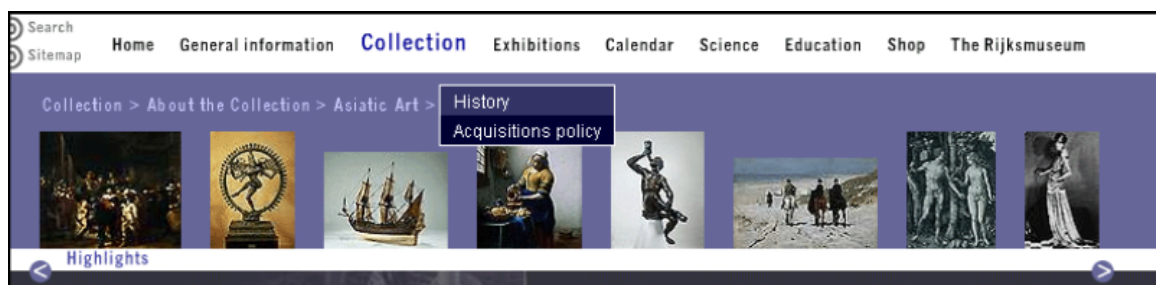 Search
Sitemap
Home General information Collection Exhibitions Calendar Science Education Shop The Rijksmuseum
Collection > About the Collection > Asiatic Art >
History
Acquisitions policy
Highlights